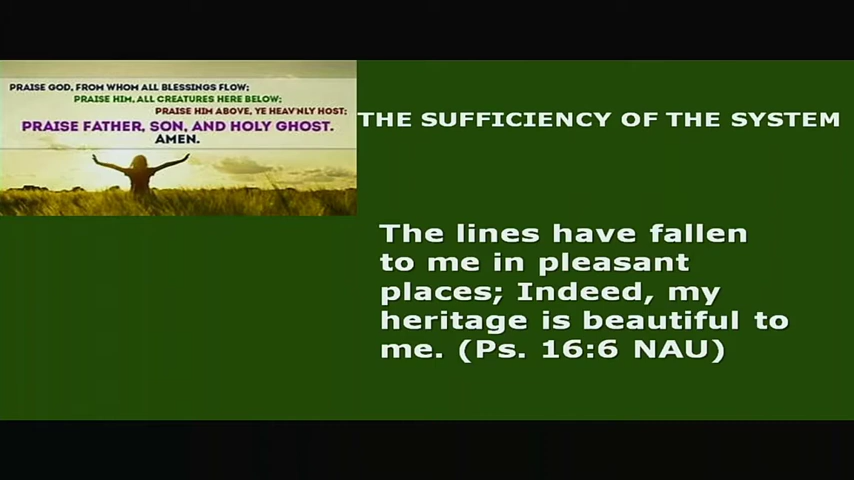 PRAISE GOD, FROM WHOM ALL BLESSINGS FLOW;
PRAISE HIM, ALL CREATURES HERE BELOW;
PRAISE HIM ABOVE, YE HEAV'NLY HOST;
PRAISE FATHER, SON, AND HOLY GHOST.
AMEN.
THE SUFFICIENCY OF THE SYSTEM
The lines have fallen
to me in pleasant
places; Indeed, my
heritage is beautiful to
me. (Ps. 16:6 NAU)